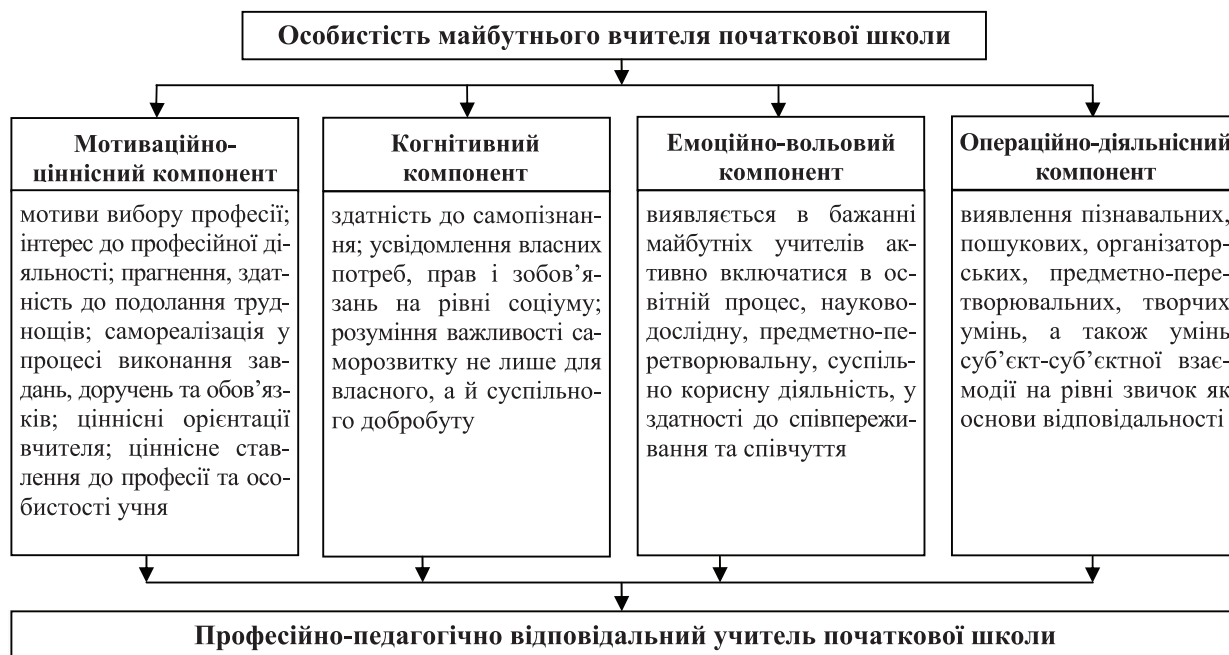 Особистість майбутнього вчителя початкової школи
Мотиваційно-
ціннісний компонент
мотиви вибору професії;
інтерес до професійної ді-
яльності; прагнення, здат-
ність до подолання труд-
нощів; самореалізація у
процесі виконання зав-
дань, доручень та обов’яз-
ків; ціннісні орієнтації
вчителя; ціннісне став-
лення до професії та осо-
бистості учня
Когнітивний
компонент
здатність до самопізнан-
ня; усвідомлення власних
потреб, прав і зобов’я-
зань на рівні соціуму;
розуміння важливості са-
морозвитку не лише для
власного, а й суспільно-
го добробуту
Емоційно-вольовий
компонент
виявляється в бажанні
майбутніх учителів ак-
тивно включатися в ос-
вітній процес, науково-
дослідну, предметно-пе-
ретворювальну, суспіль-
но корисну діяльність, у
здатності до співпережи-
вання та співчуття
Операційно-діяльнісний
компонент
виявлення пізнавальних,
пошукових, організатор-
ських, предметно-пере-
творювальних, творчих
умінь, а також умінь
суб’єкт-суб’єктної взає-
модії на рівні звичок як
основи відповідальності
Професійно-педагогічно відповідальний учитель початкової школи